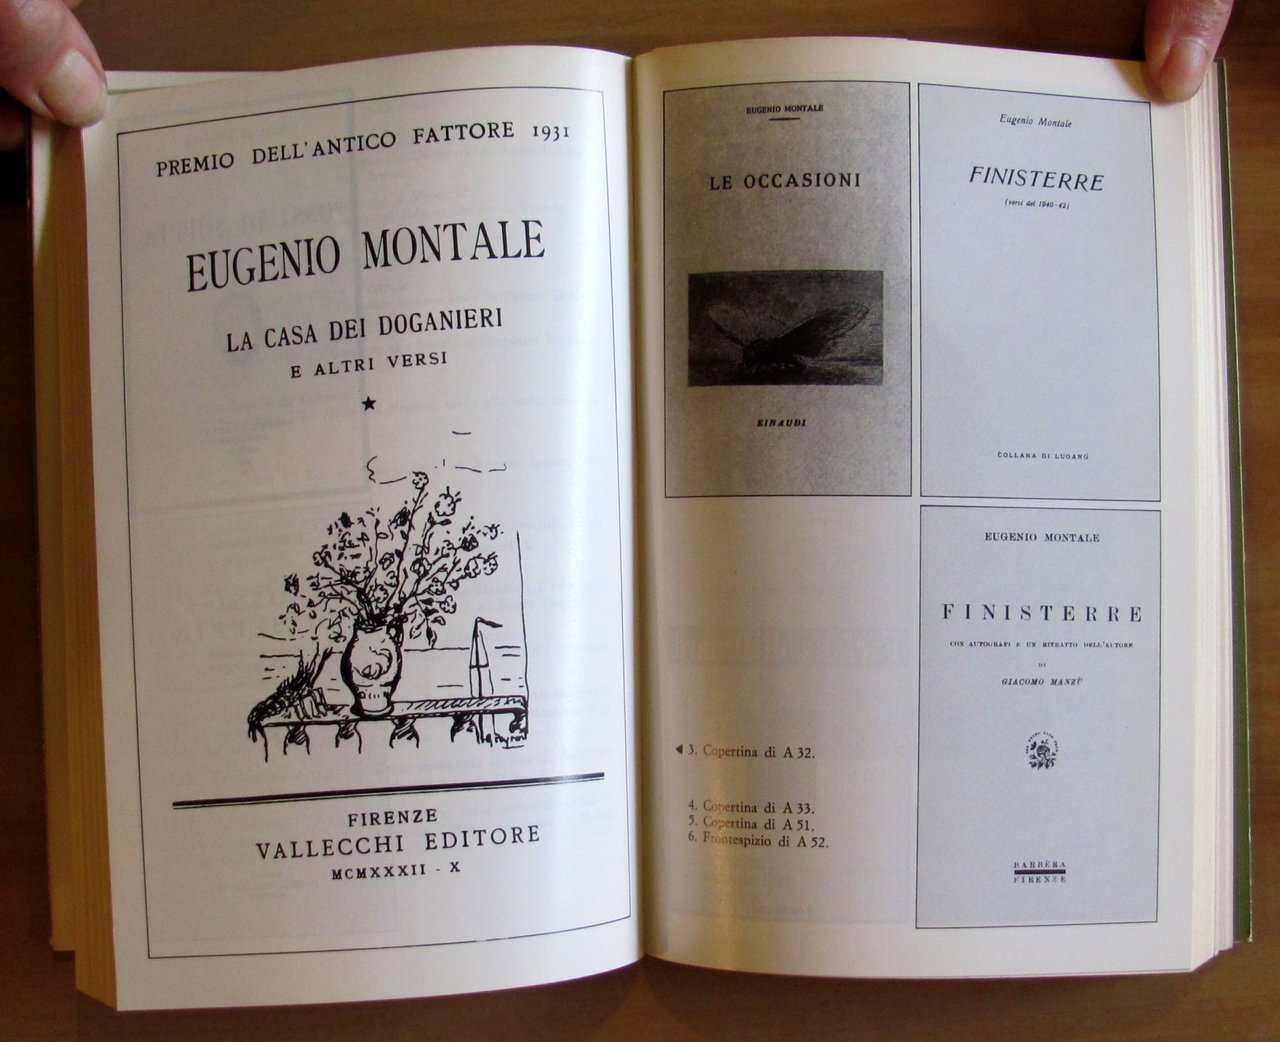 PREMIO DELL'ANTICO FATTORE 1931
EUGENIO MONTALE
LA CASA DEI DOGANIERI
E ALTRI VERSI
FIRENZE
VALLECCHI EDITORE
MCMXXXII - X
EUGENIO MONTALE
LE OCCASIONI
EINAUDI
Eugenio Montale
FINISTERRE
(versi del 1940-42)
COLLANA DI LUGANO
EUGENIO MONTALE
FINISTERRE
CON AUTOGRAFI E UN RITRATTO DELL'AUTORE
DI
GIACOMO MANZÙ
BARBÈRA
FIRENZE
◀ 3. Copertina di A 32.
4. Copertina di A 33.
5. Copertina di A 51.
6. Frontespizio di A 52.